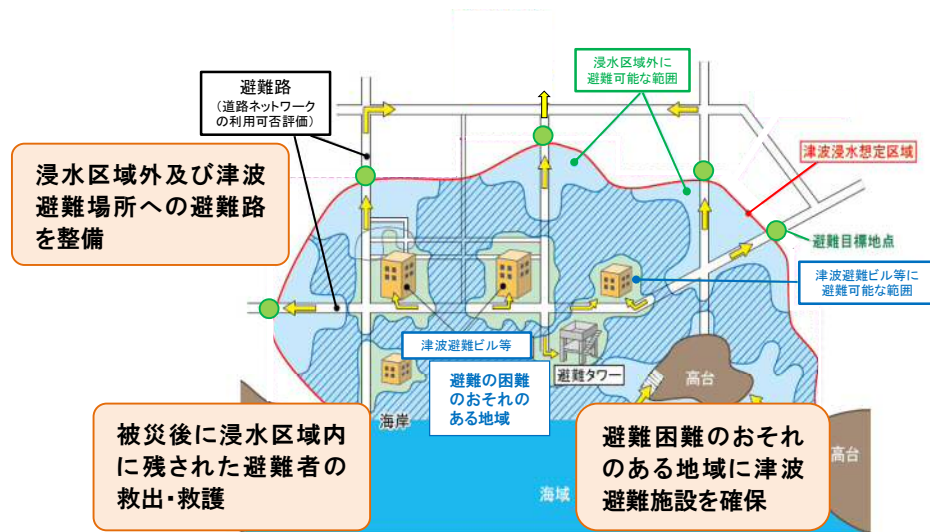 避難路
（道路ネットワーク
の利用可否評価）
浸水区域外に
避難可能な範囲
津波浸水想定区域
浸水区域外及び津波
避難場所への避難路
を整備
避難目標地点
津波避難ビル等に
避難可能な範囲
津波避難ビル等
避難の困難
のおそれの
ある地域
避難タワー
高台
海岸
被災後に浸水区域内
に残された避難者の
救出・救護
避難困難のおそれ
のある地域に津波
避難施設を確保
高台
海域